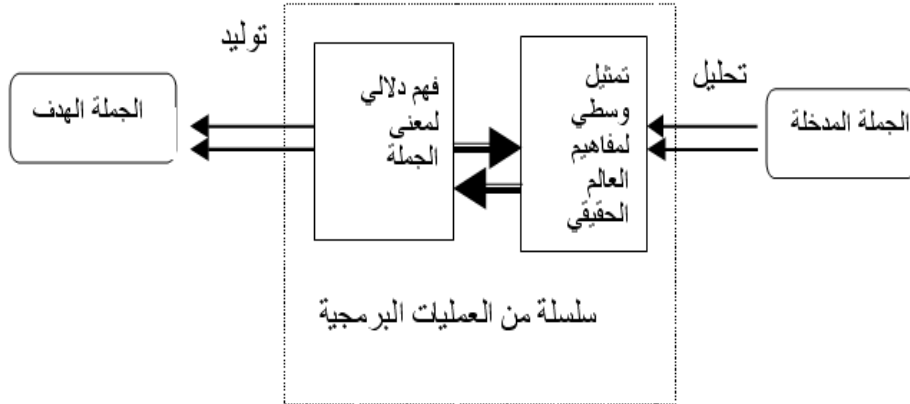 الجملة المدخلة
تحليل
تمثيل
وسطي
لمفاهيم
العالم
الحقيقي
فهم دلالي
لمعنى
الجملة
توليد
الجملة الهدف
سلسلة من العمليات البرمجية